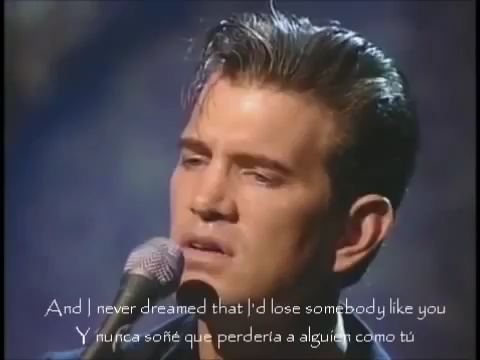 And I never dreamed that I'd lose somebody like you
Y nunca soñé que perdería a alguien como tú